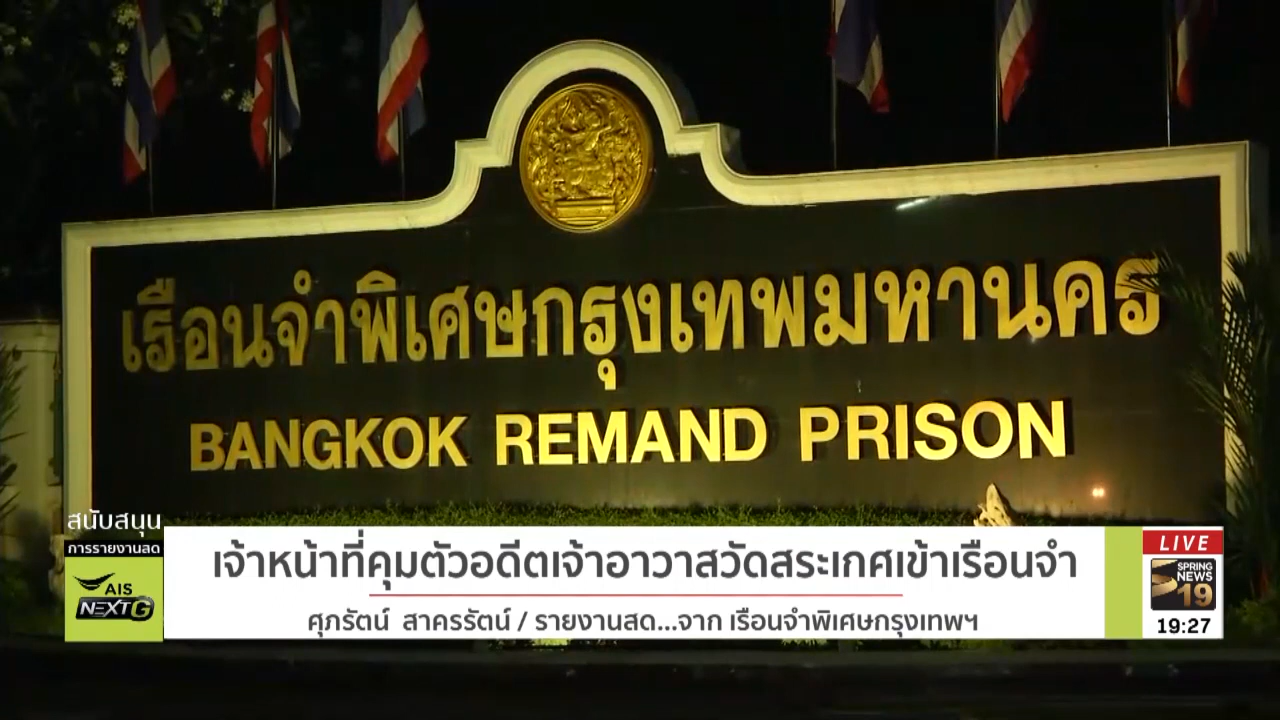 เรือนจำพิเศษกรุงเทพมหานคร
BANGKOK REMAND PRISON
สนับสนุน
การรายงานสด
AIS
NEXT G
เจ้าหน้าที่คุมตัวอดีตเจ้าอาวาสวัดสระเกศเข้าเรือนจำ
ศุภรัตน์ สาครรัตน์ / รายงานสด...จาก เรือนจำพิเศษกรุงเทพฯ
LIVE
SPRING
NEWS
19
19:27